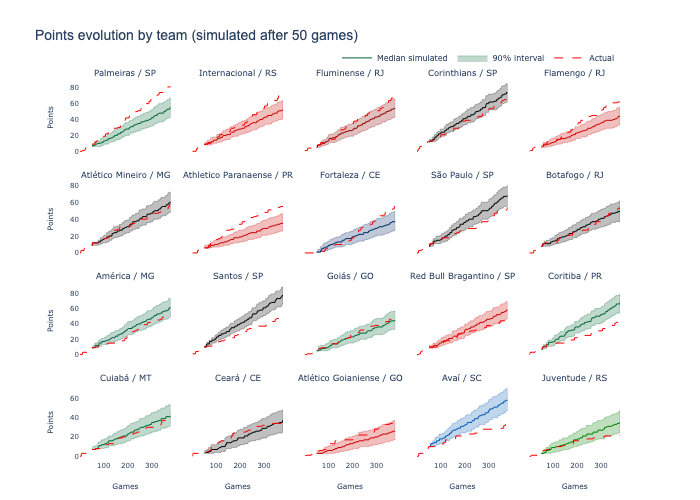 Points evolution by team (simulated after 50 games)
Median simulated 90% interval Actual
Palmeiras / SP Internacional / RS Fluminense / RJ Corinthians / SP Flamengo / RJ
80
60
40
20
0
Points
Atlético Mineiro / MG Athletico Paranaense / PR Fortaleza / CE São Paulo / SP Botafogo / RJ
80
60
40
20
0
Points
América / MG Santos / SP Goiás / GO Red Bull Bragantino / SP Coritiba / PR
80
60
40
20
0
Points
Cuiabá / MT Ceará / CE Atlético Goianiense / GO Avaí / SC Juventude / RS
60
40
20
0
Points
100 200 300 100 200 300 100 200 300 100 200 300 100 200 300
Games Games Games Games Games